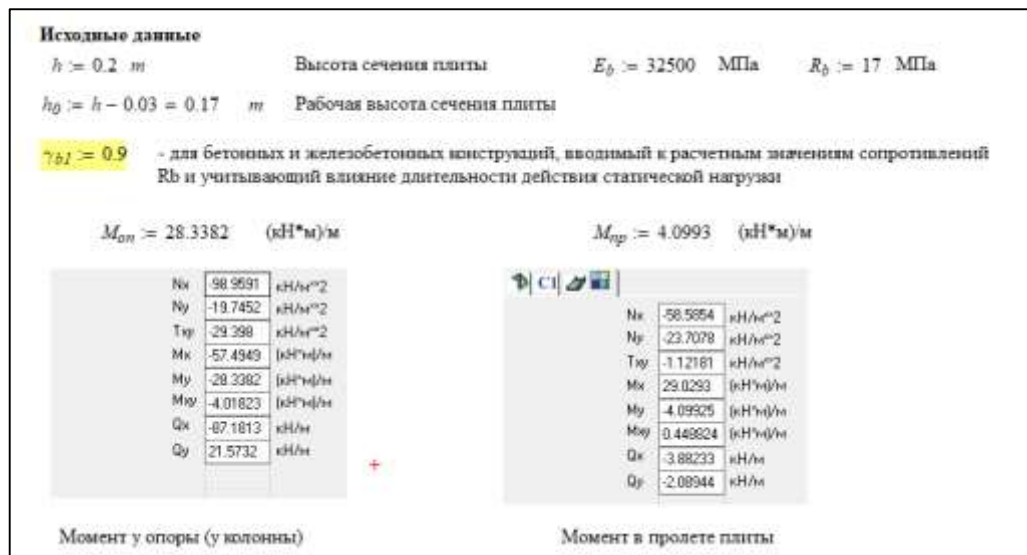 Исходные данные
h := 0.2 m Высота сечения плиты E_b := 32500 МПа R_b := 17 МПа
h_0 := h − 0.03 = 0.17 m Рабочая высота сечения плиты
γ_b1 := 0.9 - для бетонных и железобетонных конструкций, вводимый к расчетным значениям сопротивлений
Rb и учитывающий влияние длительности действия статической нагрузки
M_оп := 28.3382 (кН*м)/м M_пр := 4.0993 (кН*м)/м
Nx -98.9591 кН/м**2
Ny -19.7452 кН/м**2
Txy -29.398 кН/м**2
Mx -57.4949 (кН*м)/м
My -28.3382 (кН*м)/м
Mxy -4.01823 (кН*м)/м
Qx -87.1813 кН/м
Qy 21.5732 кН/м
+
C1
Nx -58.5854 кН/м**2
Ny -23.7078 кН/м**2
Txy -1.12181 кН/м**2
Mx 29.0293 (кН*м)/м
My -4.09925 (кН*м)/м
Mxy 0.448824 (кН*м)/м
Qx -3.88233 кН/м
Qy -2.08944 кН/м
Момент у опоры (у колонны) Момент в пролете плиты